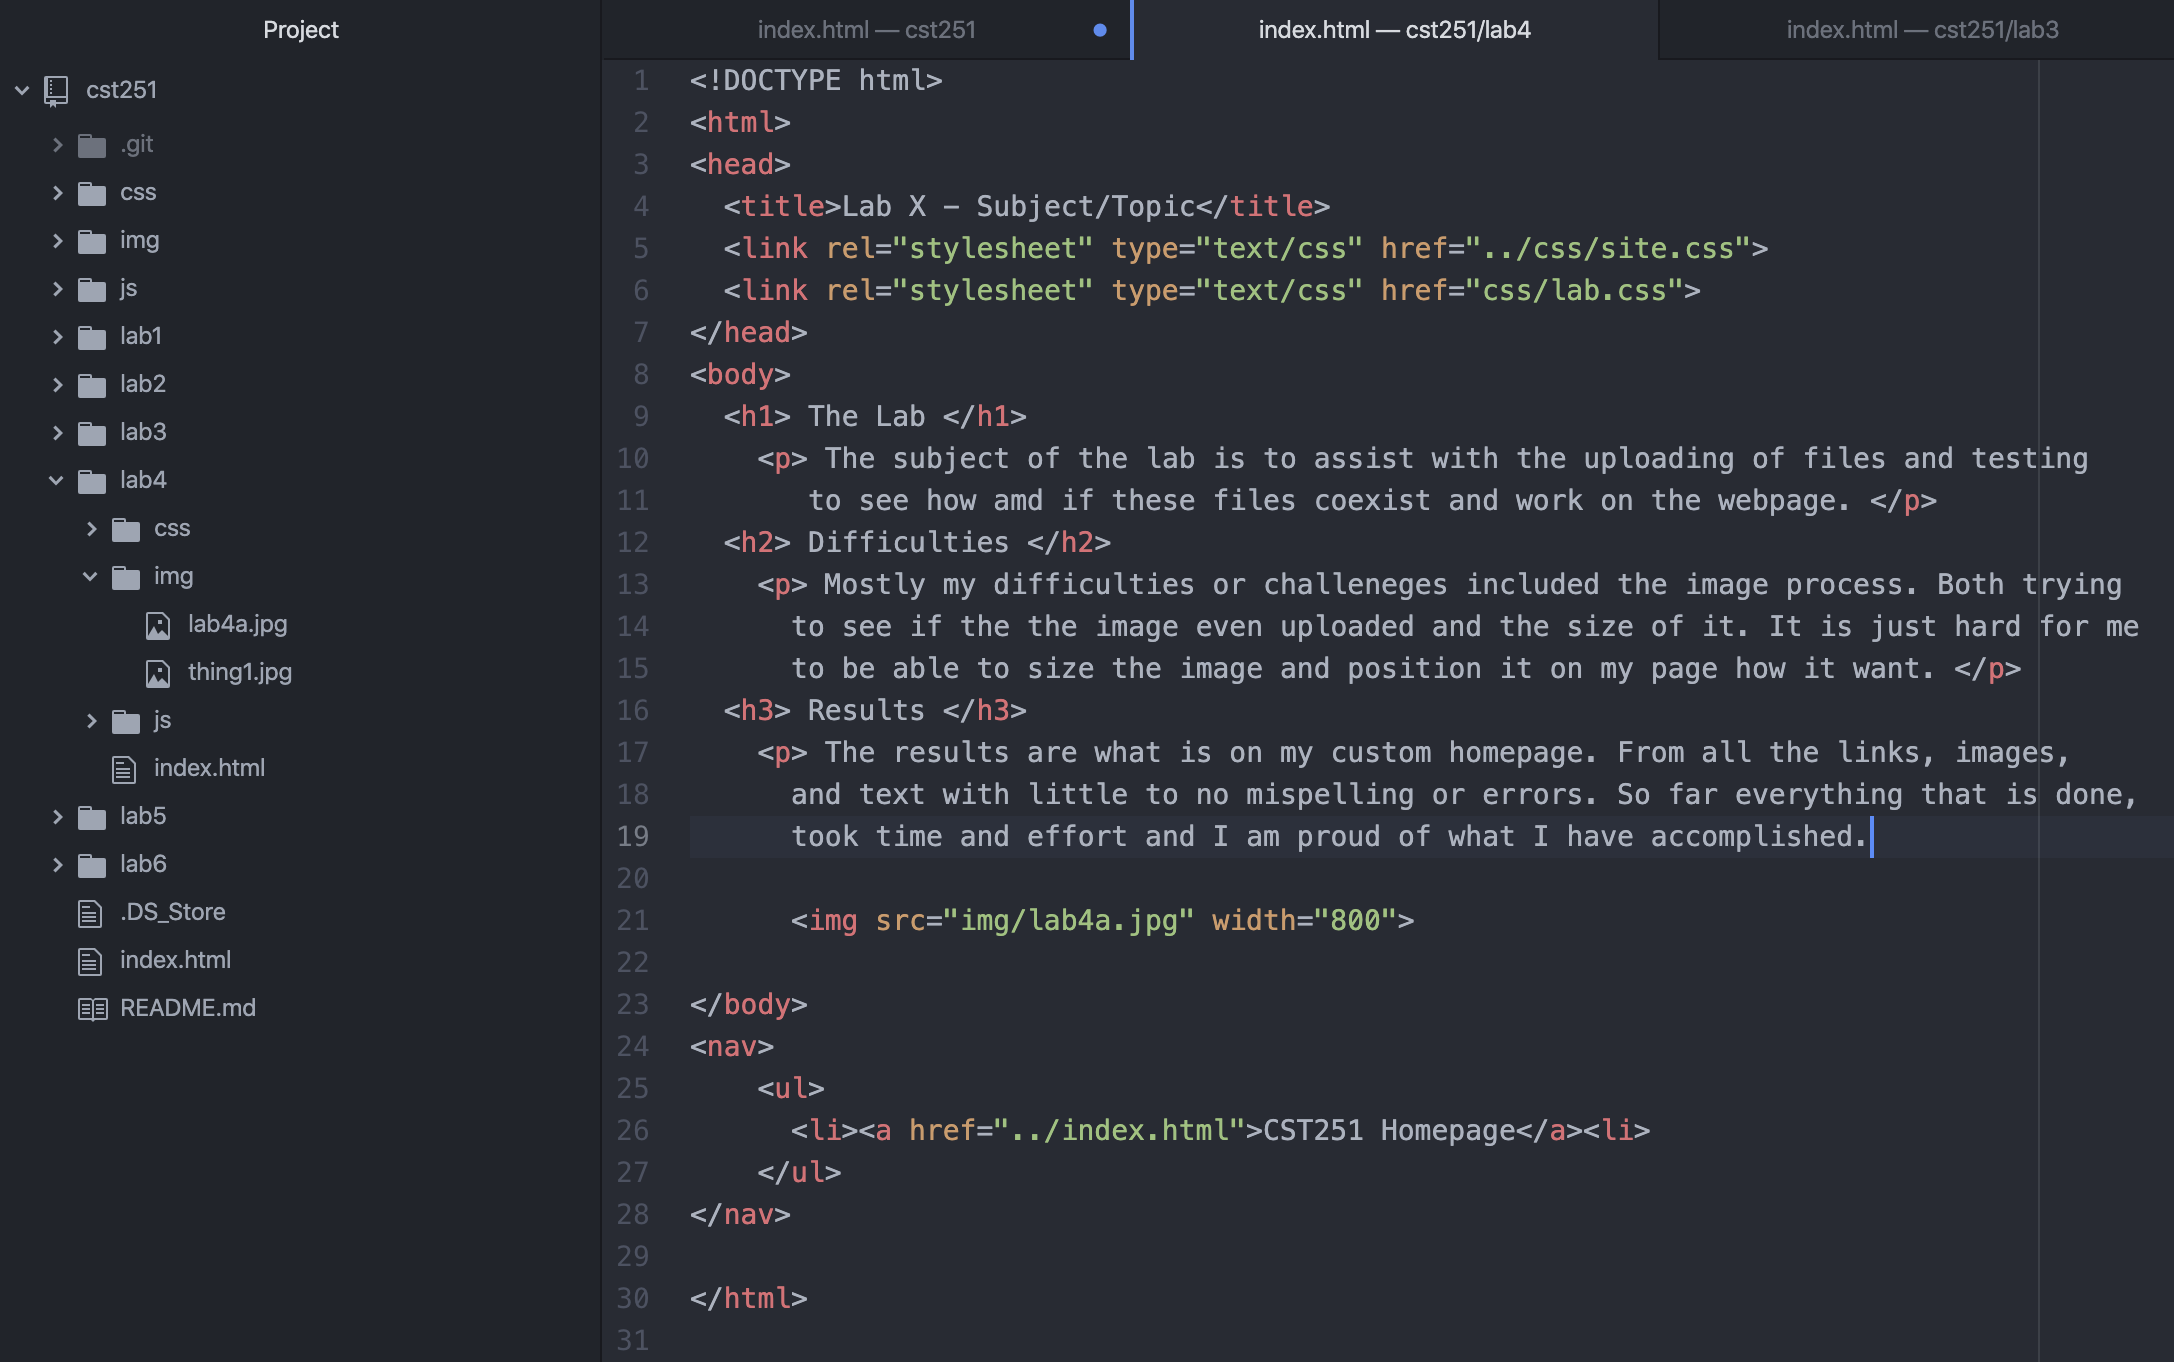 Project
cst251
.git
css
img
js
lab1
lab2
lab3
lab4
css
img
lab4a.jpg
thing1.jpg
js
index.html
lab5
lab6
.DS_Store
index.html
README.md
index.html — cst251
index.html — cst251/lab4
index.html — cst251/lab3
1 <!DOCTYPE html>
2 <html>
3 <head>
4 <title>Lab X – Subject/Topic</title>
5 <link rel="stylesheet" type="text/css" href="../css/site.css">
6 <link rel="stylesheet" type="text/css" href="css/lab.css">
7 </head>
8 <body>
9 <h1> The Lab </h1>
10 <p> The subject of the lab is to assist with the uploading of files and testing
11 to see how amd if these files coexist and work on the webpage. </p>
12 <h2> Difficulties </h2>
13 <p> Mostly my difficulties or challeneges included the image process. Both trying
14 to see if the the image even uploaded and the size of it. It is just hard for me
15 to be able to size the image and position it on my page how it want. </p>
16 <h3> Results </h3>
17 <p> The results are what is on my custom homepage. From all the links, images,
18 and text with little to no mispelling or errors. So far everything that is done,
19 took time and effort and I am proud of what I have accomplished.
20
21 <img src="img/lab4a.jpg" width="800">
22
23 </body>
24 <nav>
25 <ul>
26 <li><a href="../index.html">CST251 Homepage</a><li>
27 </ul>
28 </nav>
29
30 </html>
31